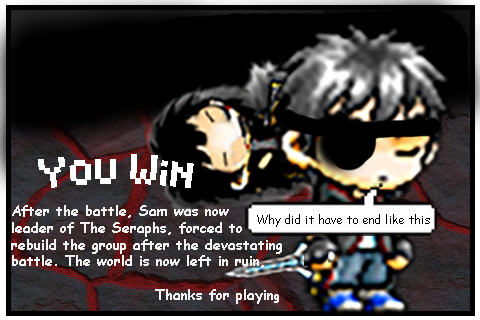 YOU WiN
After the battle, Sam was now
leader of The Seraphs, forced to
rebuild the group after the devastating
battle. The world is now left in ruin.
Why did it have to end like this
Thanks for playing